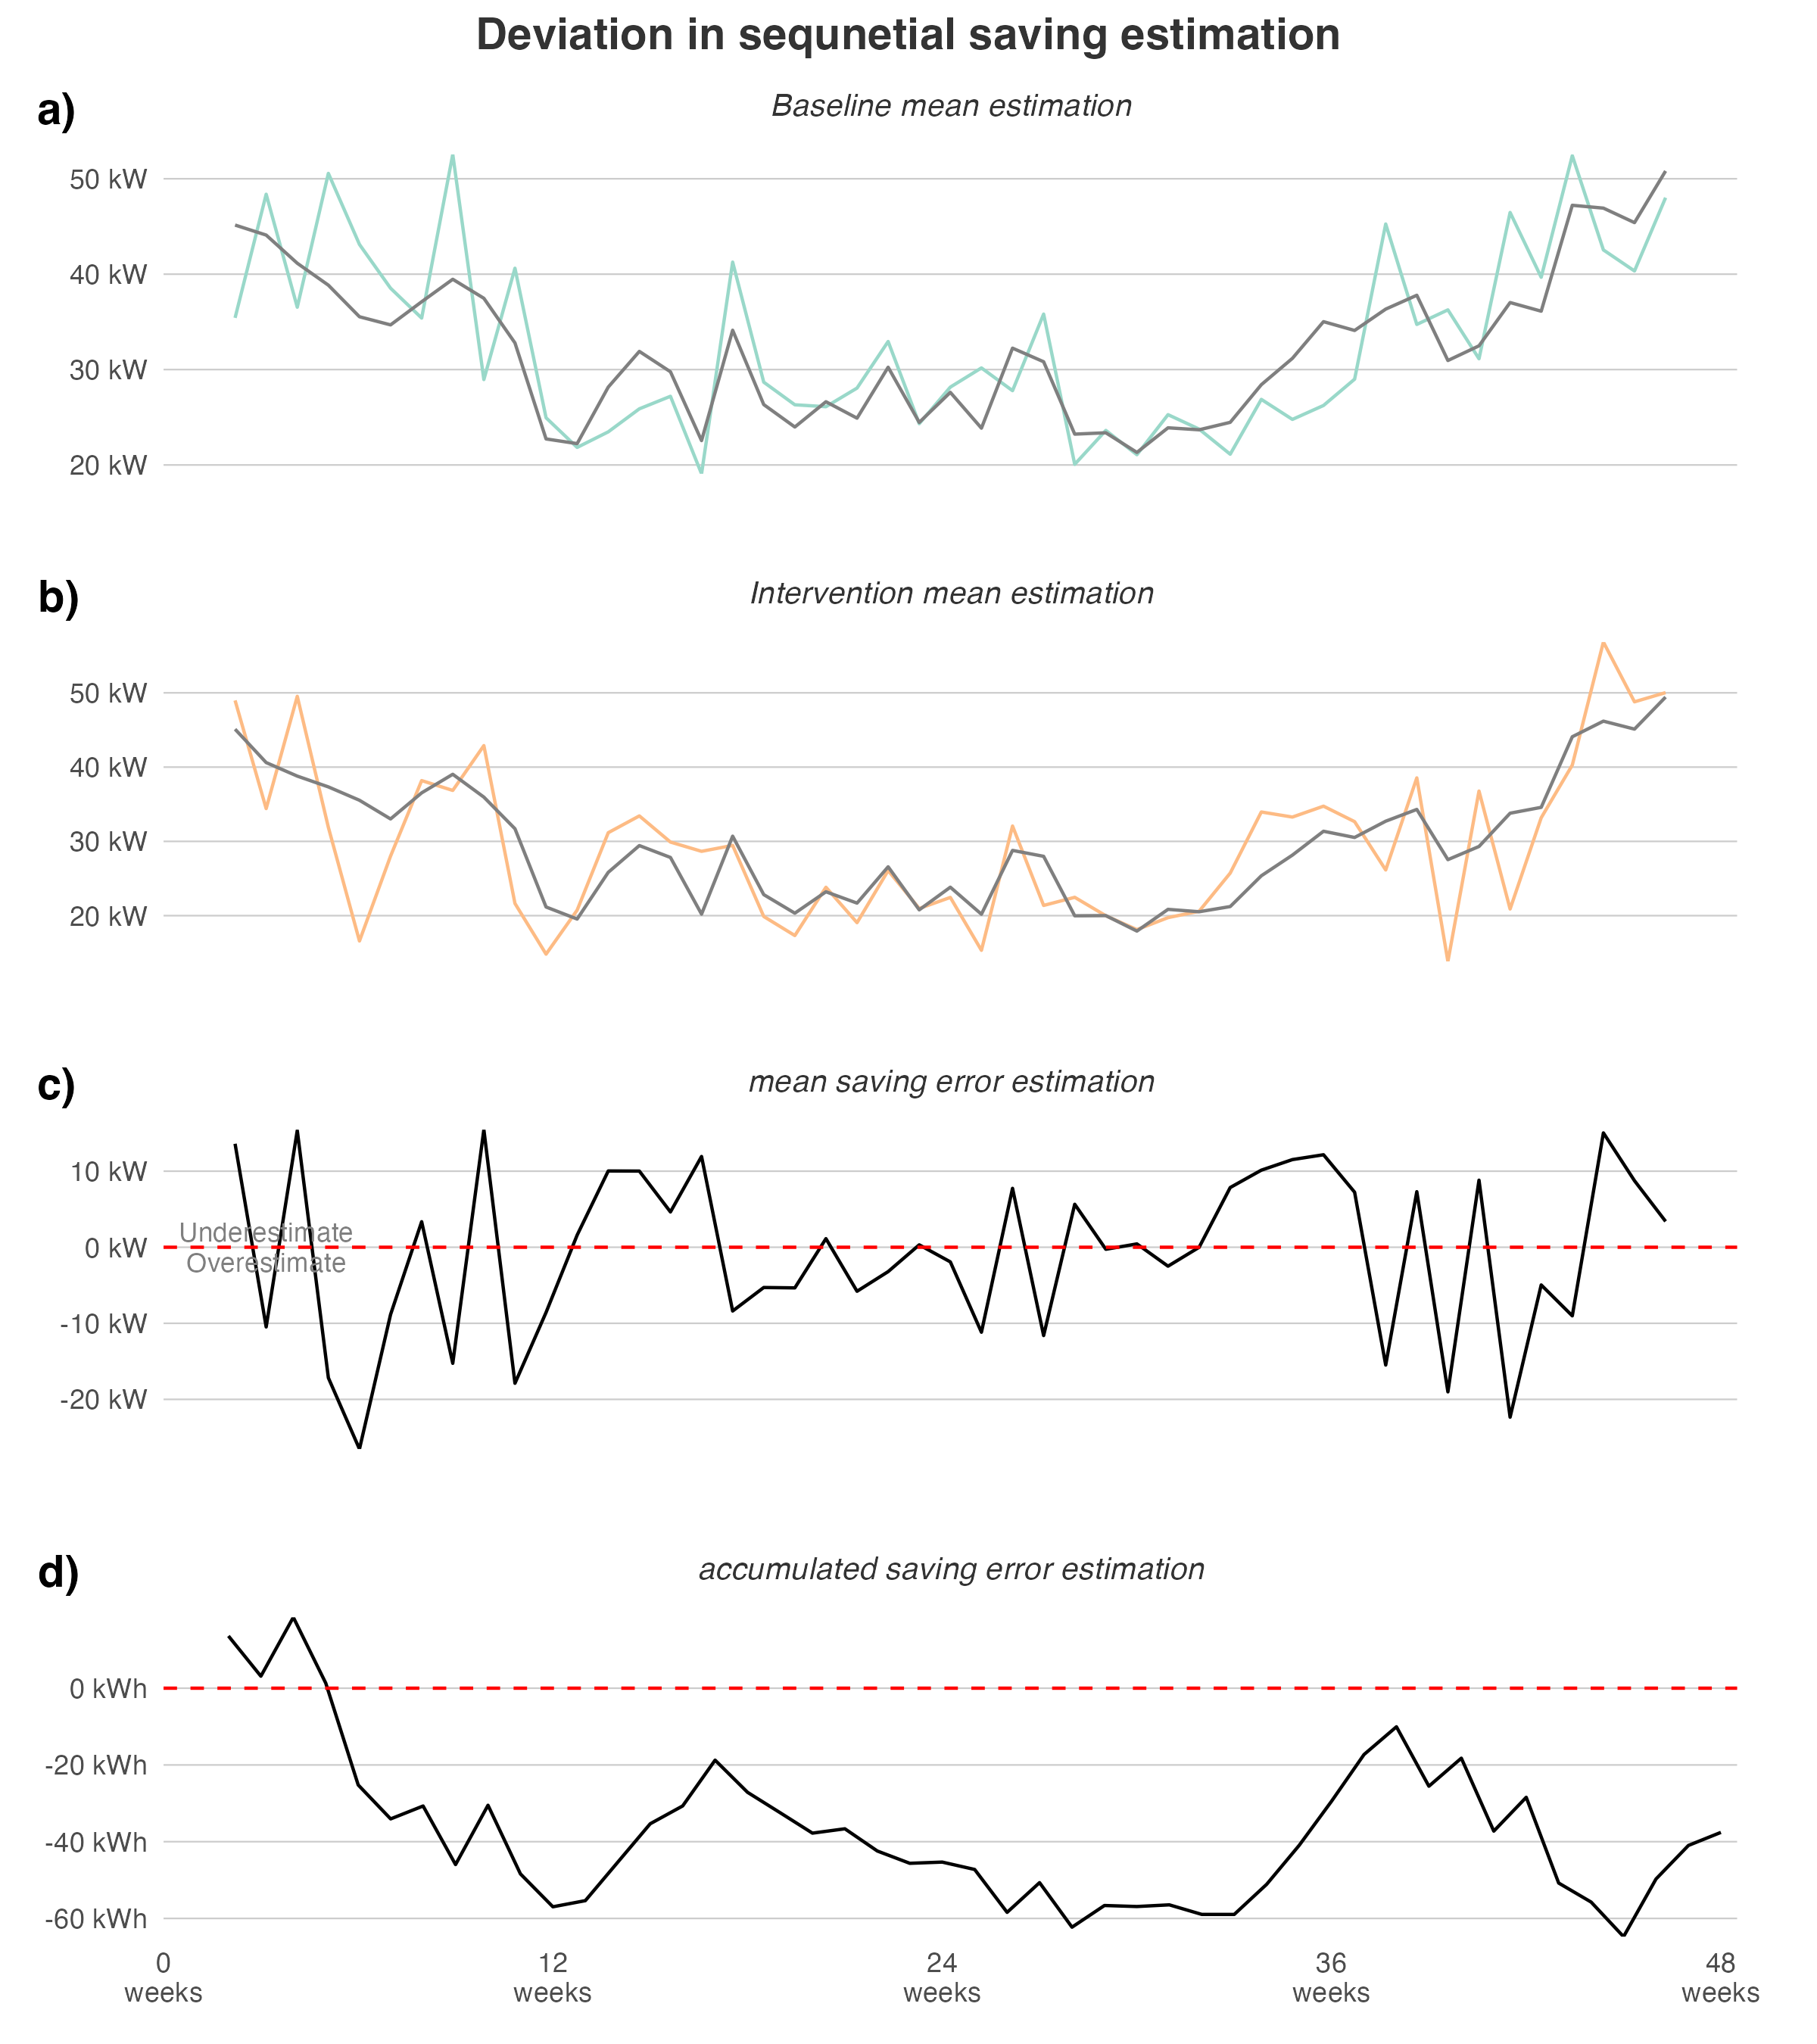 Deviation in sequnetial saving estimation
a)
Baseline mean estimation
50 kW
40 kW
30 kW
20 kW
b)
Intervention mean estimation
50 kW
40 kW
30 kW
20 kW
c)
mean saving error estimation
10 kW
Underestimate
0 kW
Overestimate
-10 kW
-20 kW
d)
accumulated saving error estimation
0 kWh
-20 kWh
-40 kWh
-60 kWh
0 12 24 36 48
weeks weeks weeks weeks weeks